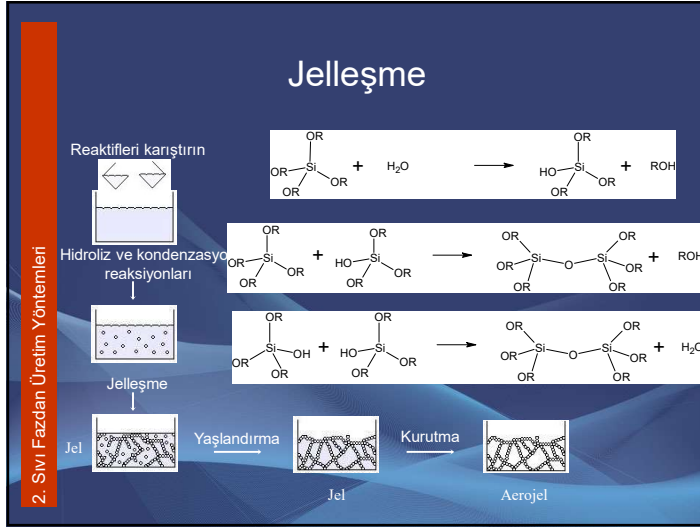 Jelleşme
2. Sıvı Fazdan Üretim Yöntemleri
Reaktifleri karıştırın
Hidroliz ve kondenzasyo
reaksiyonları
Jelleşme
Jel
Yaşlandırma
Jel
Kurutma
Aerojel
OR
Si
OR
OR
OR
+
H₂O
OR
HO
Si
OR
OR
+
ROH
OR
Si
OR
OR
OR
+
OR
HO
Si
OR
OR
OR
OR
Si
O
Si
OR
OR
OR
OR
+
ROH
OR
Si
OH
OR
OR
+
OR
HO
Si
OR
OR
OR
OR
Si
O
Si
OR
OR
OR
OR
+
H₂O